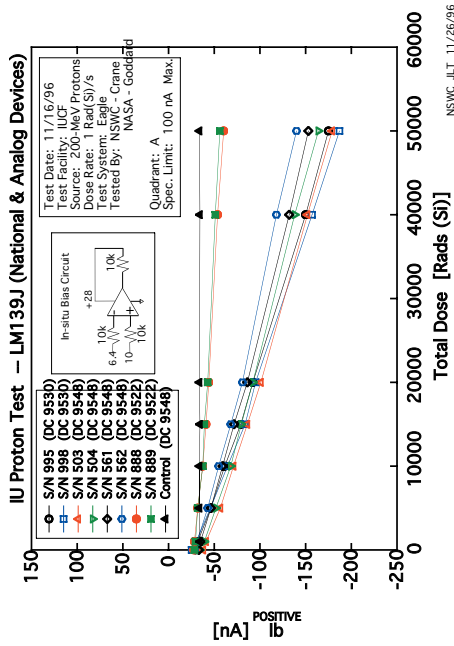 IU Proton Test – LM139J (National & Analog Devices)
S/N 995 (DC 9530)
S/N 998 (DC 9530)
S/N 503 (DC 9548)
S/N 504 (DC 9548)
S/N 561 (DC 9548)
S/N 562 (DC 9548)
S/N 888 (DC 9522)
S/N 889 (DC 9522)
Control (DC 9548)
In-situ Bias Circuit
+28
10k
6.4
10k
10
10k
Test Date: 11/16/96
Test Facility: IUCF
Source: 200-MeV Protons
Dose Rate: 1 Rad(Si)/s
Test System: Eagle
Tested By: NSWC - Crane
NASA - Goddard
Quadrant: A
Spec. Limit: 100 nA Max.
150
100
50
0
-50
-100
-150
-200
-250
[nA] Ib POSITIVE
0
10000
20000
30000
40000
50000
60000
Total Dose [Rads (Si)]
NSWC JLT 11/26/96